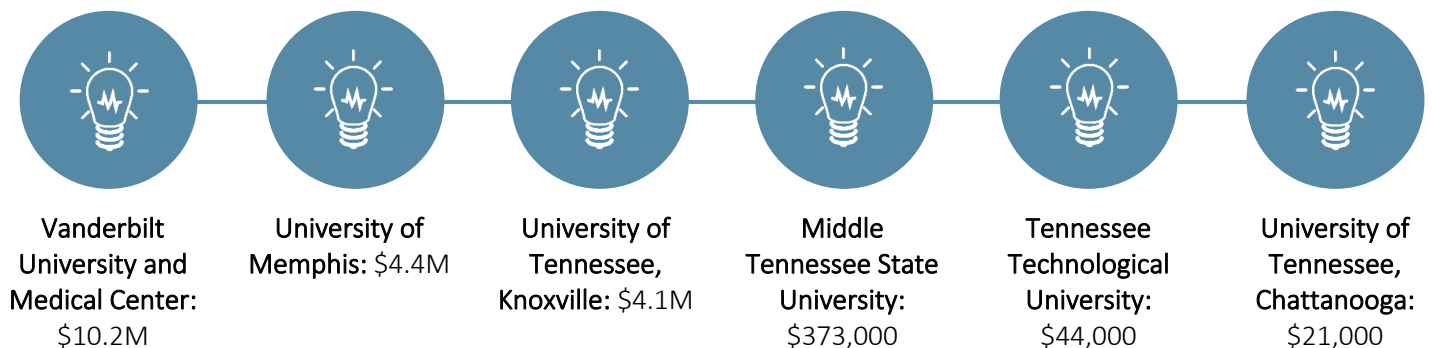 Vanderbilt
University and
Medical Center:
$10.2M
University of
Memphis: $4.4M
University of
Tennessee,
Knoxville: $4.1M
Middle
Tennessee State
University:
$373,000
Tennessee
Technological
University:
$44,000
University of
Tennessee,
Chattanooga:
$21,000